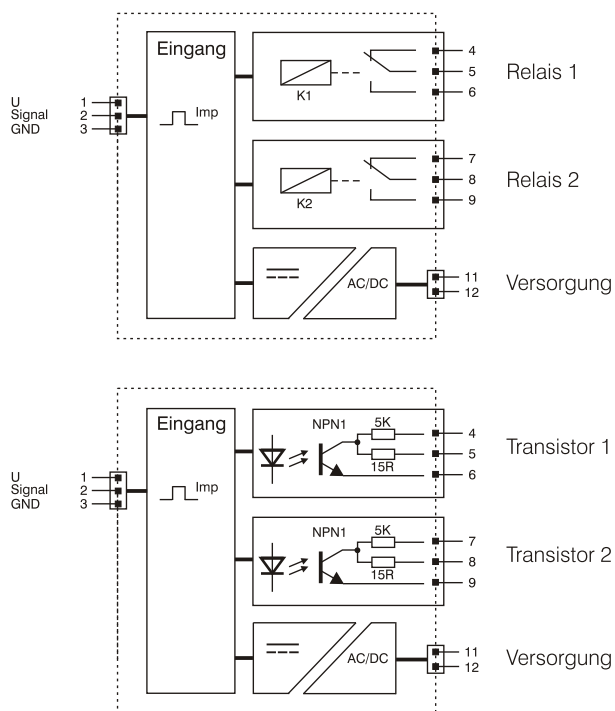 Eingang
4
K1
5
Relais 1
6
U 1
Signal 2
GND 3
Imp
7
K2
8
Relais 2
9
AC/DC
11
12
Versorgung
Eingang
NPN1
5K
4
5
Transistor 1
15R
6
U 1
Signal 2
GND 3
Imp
NPN1
5K
7
8
Transistor 2
15R
9
AC/DC
11
12
Versorgung